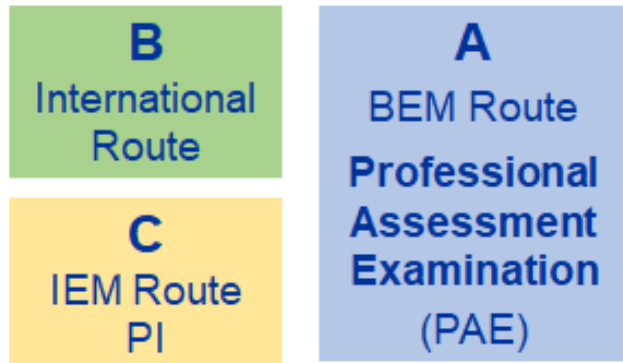 B
International
Route
C
IEM Route
PI
A
BEM Route
Professional
Assessment
Examination
(PAE)